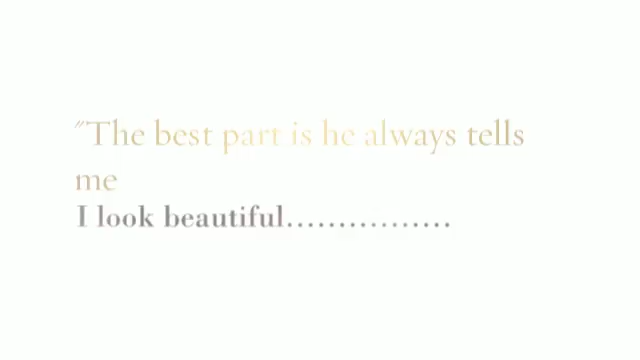 "The best part is he always tells
me
I look beautiful................